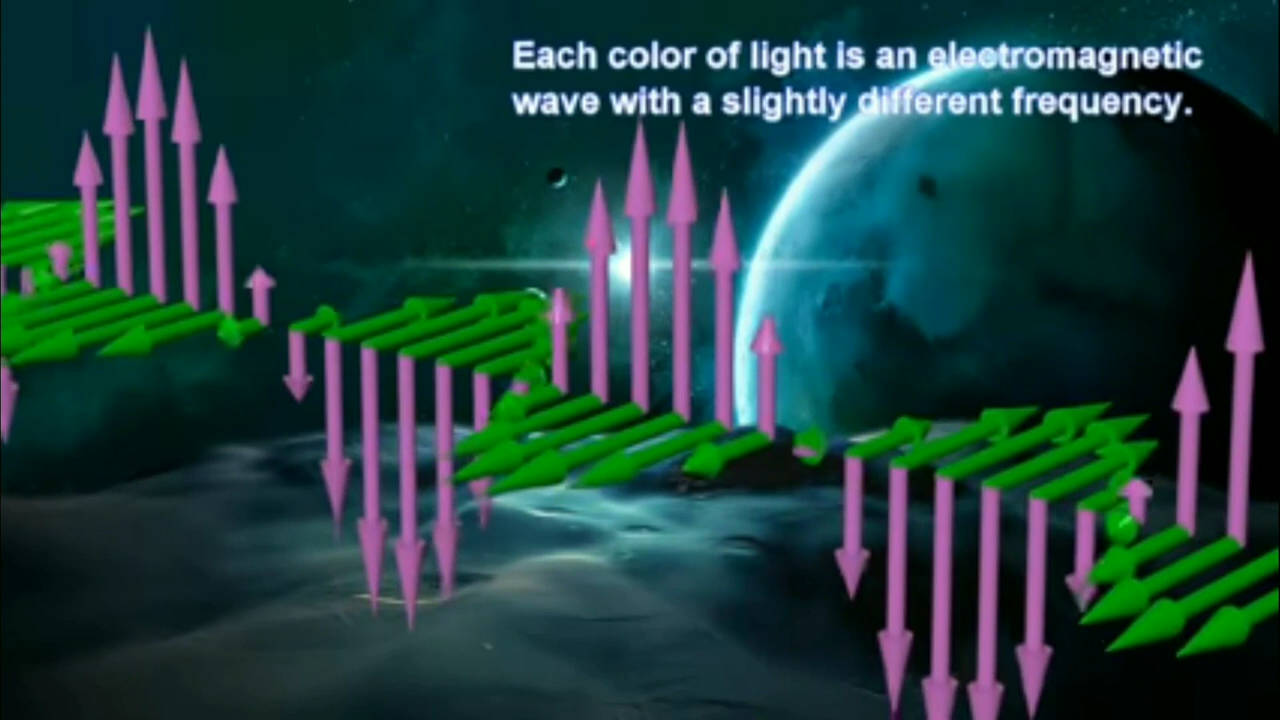 Each color of light is an electromagnetic
wave with a slightly different frequency.